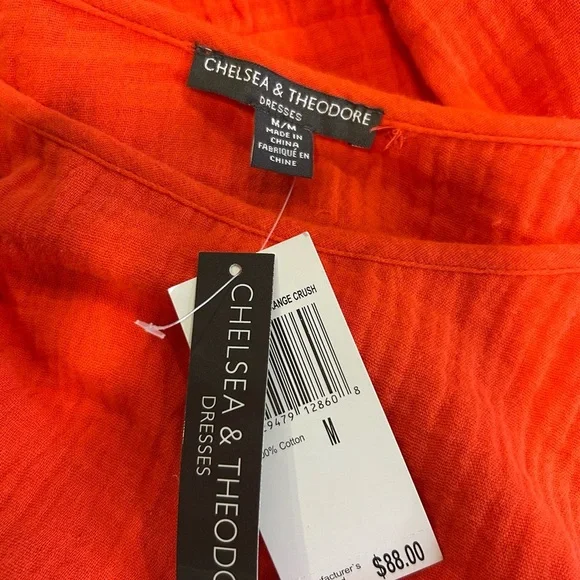 CHELSEA & THEODORE
DRESSES
M/M
MADE IN
CHINA
FABRIQUÉ EN
CHINE
CHELSEA & THEODO
DRESSES
ANGE CRUSH
29479 12860 8
00% Cotton
M
facturer's
$88.00